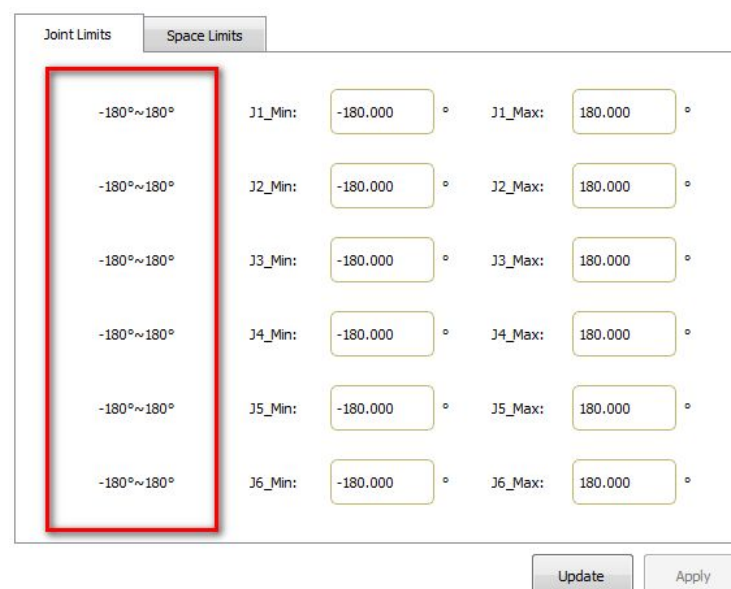 Joint Limits Space Limits
-180°~180° J1_Min: -180.000 ° J1_Max: 180.000 °
-180°~180° J2_Min: -180.000 ° J2_Max: 180.000 °
-180°~180° J3_Min: -180.000 ° J3_Max: 180.000 °
-180°~180° J4_Min: -180.000 ° J4_Max: 180.000 °
-180°~180° J5_Min: -180.000 ° J5_Max: 180.000 °
-180°~180° J6_Min: -180.000 ° J6_Max: 180.000 °
Update Apply